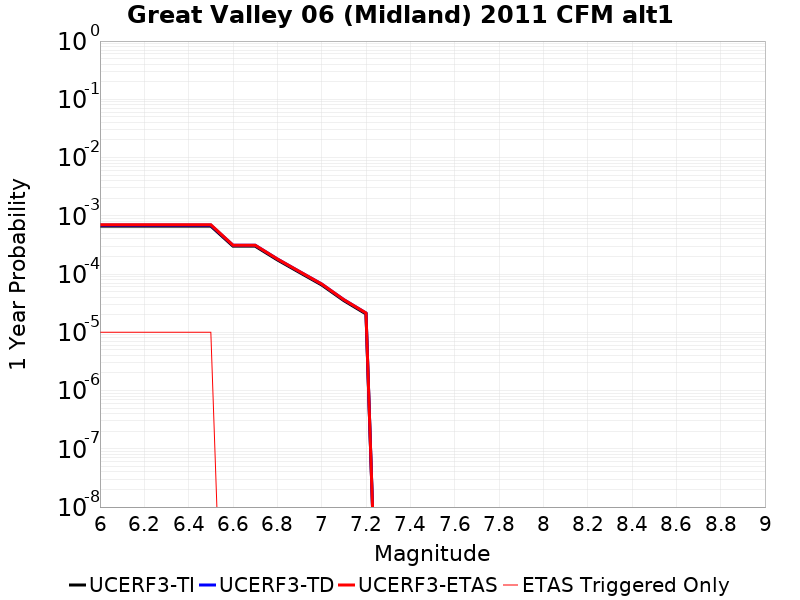 Great Valley 06 (Midland) 2011 CFM alt1
1 Year Probability
10^0
10^-1
10^-2
10^-3
10^-4
10^-5
10^-6
10^-7
10^-8
6 6.2 6.4 6.6 6.8 7 7.2 7.4 7.6 7.8 8 8.2 8.4 8.6 8.8 9
Magnitude
UCERF3-TI UCERF3-TD UCERF3-ETAS ETAS Triggered Only